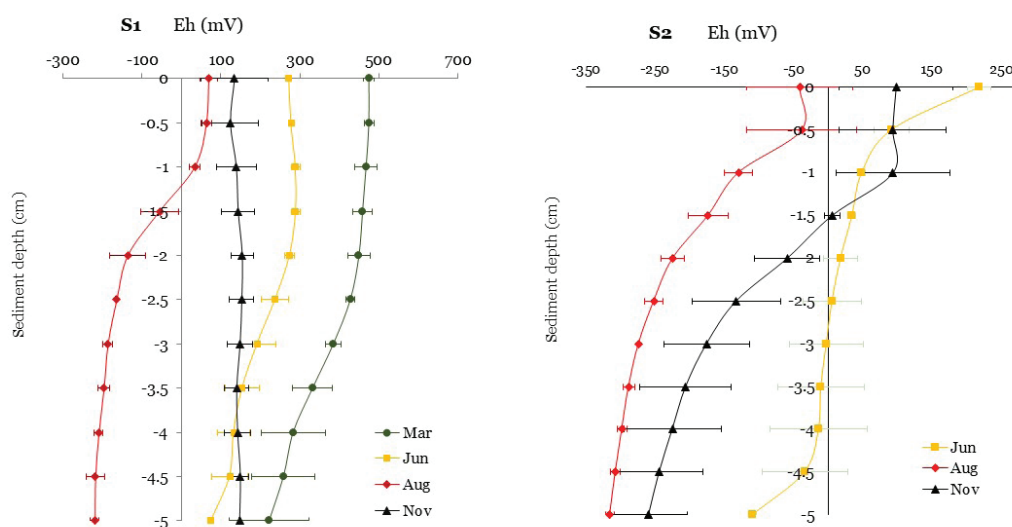 S1 Eh (mV)
-300 -100 100 300 500 700
0
-0.5
-1
-1.5
-2
-2.5
-3
-3.5
-4
-4.5
-5
Sediment depth (cm)
Mar
Jun
Aug
Nov
S2 Eh (mV)
-350 -250 -150 -50 50 150 250
0
-0.5
-1
-1.5
-2
-2.5
-3
-3.5
-4
-4.5
-5
Sediment depth (cm)
Jun
Aug
Nov